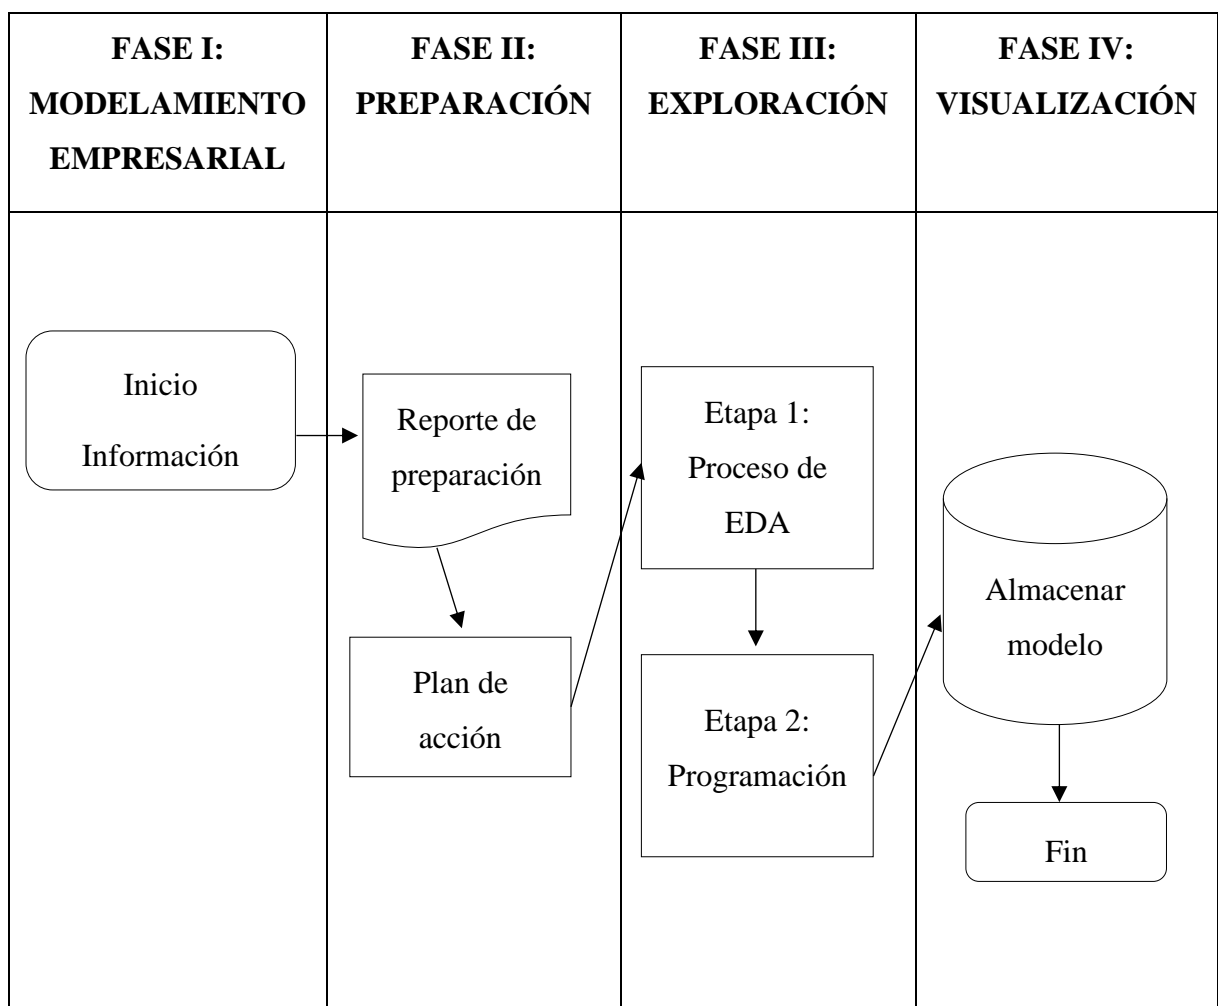 FASE I:
MODELAMIENTO
EMPRESARIAL
FASE II:
PREPARACIÓN
FASE III:
EXPLORACIÓN
FASE IV:
VISUALIZACIÓN
Inicio
Información
Reporte de
preparación
Plan de
acción
Etapa 1:
Proceso de
EDA
Etapa 2:
Programación
Almacenar
modelo
Fin